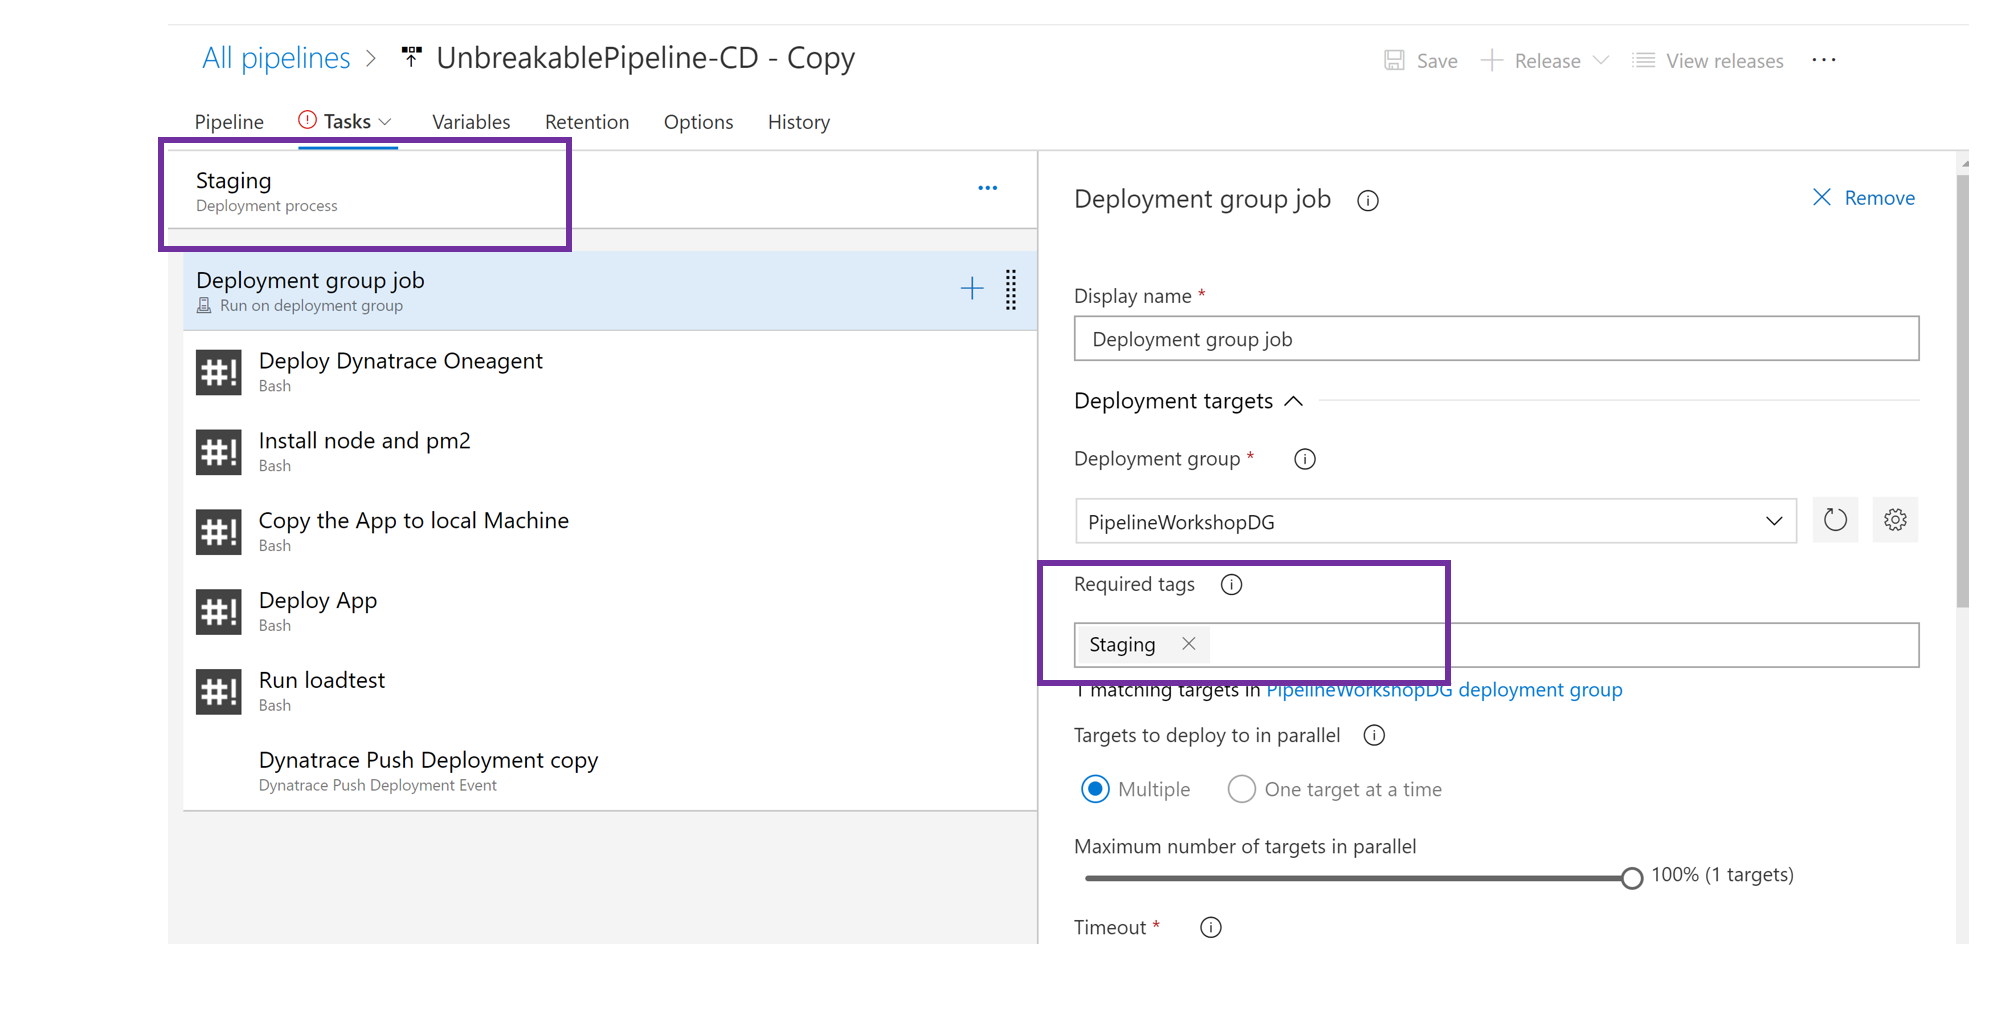 All pipelines > UnbreakablePipeline-CD - Copy
Save Release View releases ...
Pipeline Tasks Variables Retention Options History
Staging
Deployment process
Deployment group job
Run on deployment group
#! Deploy Dynatrace Oneagent
Bash
#! Install node and pm2
Bash
#! Copy the App to local Machine
Bash
#! Deploy App
Bash
#! Run loadtest
Bash
Dynatrace Push Deployment copy
Dynatrace Push Deployment Event
Deployment group job
Remove
Display name *
Deployment group job
Deployment targets
Deployment group *
PipelineWorkshopDG
Required tags
Staging
1 matching targets in PipelineWorkshopDG deployment group
Targets to deploy to in parallel
Multiple One target at a time
Maximum number of targets in parallel
100% (1 targets)
Timeout *